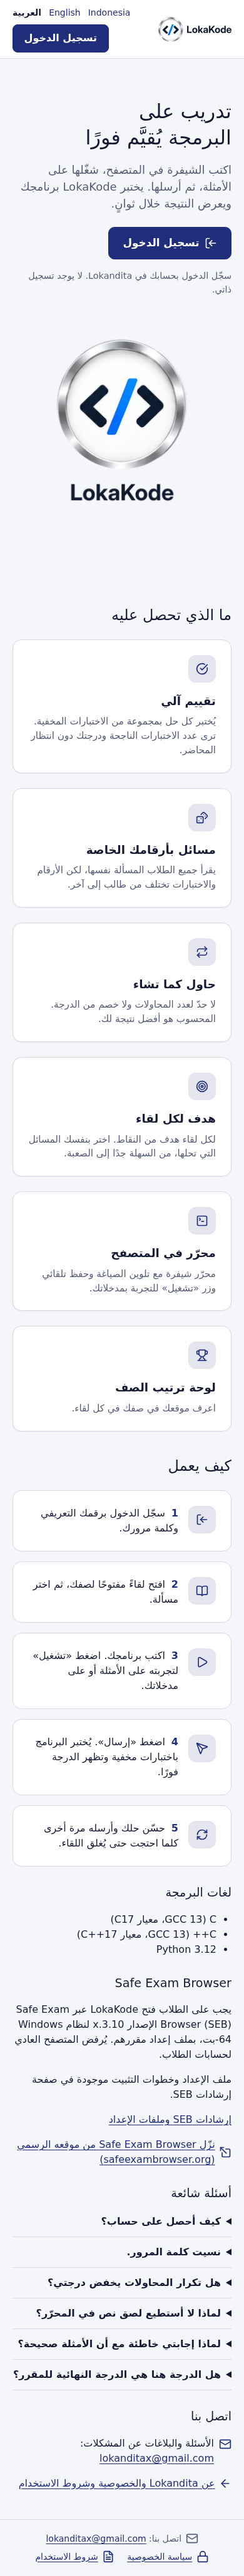 LokaKode
العربية English Indonesia
تسجيل الدخول
تدريب على
البرمجة يُقيَّم فورًا
اكتب الشيفرة في المتصفح، شغّلها على
الأمثلة، ثم أرسلها. يختبر LokaKode برنامجك
ويعرض النتيجة خلال ثوانٍ.
تسجيل الدخول
سجّل الدخول بحسابك في Lokandita. لا يوجد تسجيل
ذاتي.
LokaKode
ما الذي تحصل عليه
تقييم آلي
يُختبر كل حل بمجموعة من الاختبارات المخفية.
ترى عدد الاختبارات الناجحة ودرجتك دون انتظار
المحاضر.
مسائل بأرقامك الخاصة
يقرأ جميع الطلاب المسألة نفسها، لكن الأرقام
والاختبارات تختلف من طالب إلى آخر.
حاول كما تشاء
لا حدّ لعدد المحاولات ولا خصم من الدرجة.
المحسوب هو أفضل نتيجة لك.
هدف لكل لقاء
لكل لقاء هدف من النقاط. اختر بنفسك المسائل
التي تحلها، من السهلة جدًا إلى الصعبة.
محرّر في المتصفح
محرّر شيفرة مع تلوين الصياغة وحفظ تلقائي
وزر «تشغيل» للتجربة بمدخلاتك.
لوحة ترتيب الصف
اعرف موقعك في صفك في كل لقاء.
كيف يعمل
1 سجّل الدخول برقمك التعريفي
وكلمة مرورك.
2 افتح لقاءً مفتوحًا لصفك، ثم اختر
مسألة.
3 اكتب برنامجك. اضغط «تشغيل»
لتجربته على الأمثلة أو على
مدخلاتك.
4 اضغط «إرسال». يُختبر البرنامج
باختبارات مخفية وتظهر الدرجة
فورًا.
5 حسّن حلك وأرسله مرة أخرى
كلما احتجت حتى يُغلق اللقاء.
لغات البرمجة
C (GCC 13، معيار C17)
C++ (GCC 13، معيار C++17)
Python 3.12
Safe Exam Browser
يجب على الطلاب فتح LokaKode عبر Safe Exam
Browser (SEB) الإصدار 3.10.x لنظام Windows
64-بت، بملف إعداد مقررهم. يُرفض المتصفح العادي
لحسابات الطلاب.
ملف الإعداد وخطوات التثبيت موجودة في صفحة
إرشادات SEB.
إرشادات SEB وملفات الإعداد
نزّل Safe Exam Browser من موقعه الرسمي
(safeexambrowser.org)
أسئلة شائعة
كيف أحصل على حساب؟
نسيت كلمة المرور.
هل تكرار المحاولات يخفض درجتي؟
لماذا لا أستطيع لصق نص في المحرّر؟
لماذا إجابتي خاطئة مع أن الأمثلة صحيحة؟
هل الدرجة هنا هي الدرجة النهائية للمقرر؟
اتصل بنا
الأسئلة والبلاغات عن المشكلات:
lokanditax@gmail.com
عن Lokandita والخصوصية وشروط الاستخدام
اتصل بنا: lokanditax@gmail.com
سياسة الخصوصية شروط الاستخدام